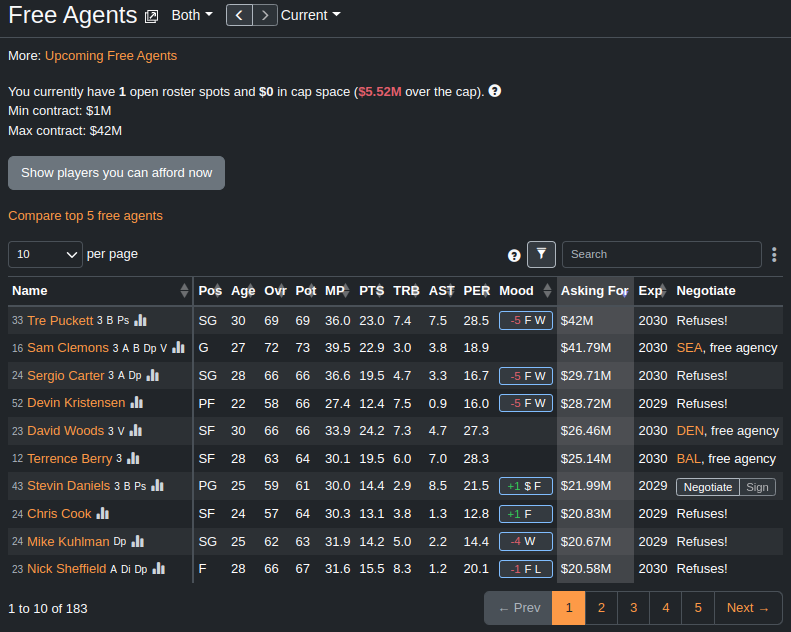 Free Agents Both Current
More: Upcoming Free Agents
You currently have 1 open roster spots and $0 in cap space ($5.52M over the cap). ?
Min contract: $1M
Max contract: $42M
Show players you can afford now
Compare top 5 free agents
10 per page ? Search
Name Pos Age Ovr Pot MP PTS TRB AST PER Mood Asking For Exp Negotiate
33 Tre Puckett 3 B Ps SG 30 69 69 36.0 23.0 7.4 7.5 28.5 -5 F W $42M 2030 Refuses!
16 Sam Clemons 3 A B Dp V G 27 72 73 39.5 22.9 3.0 3.8 18.9 $41.79M 2030 SEA, free agency
24 Sergio Carter 3 A Dp SG 28 66 66 36.6 19.5 4.7 3.3 16.7 -5 F W $29.71M 2030 Refuses!
52 Devin Kristensen PF 22 58 66 27.4 12.4 7.5 0.9 16.0 -5 F W $28.72M 2029 Refuses!
23 David Woods 3 V SF 30 66 66 33.9 24.2 7.3 4.7 27.3 $26.46M 2030 DEN, free agency
12 Terrence Berry 3 SF 28 63 64 30.1 19.5 6.0 7.0 28.3 $25.14M 2030 BAL, free agency
43 Stevin Daniels 3 B Ps PG 25 59 61 30.0 14.4 2.9 8.5 21.5 +1 $ F $21.99M 2029 Negotiate Sign
24 Chris Cook SF 24 57 64 30.3 13.1 3.8 1.3 12.8 +1 F $20.83M 2029 Refuses!
24 Mike Kuhlman Dp SG 25 62 63 31.9 14.2 5.0 2.2 14.4 -4 W $20.67M 2029 Refuses!
23 Nick Sheffield A Di Dp F 28 66 67 31.6 15.5 8.3 1.2 20.1 -1 F L $20.58M 2030 Refuses!
1 to 10 of 183 ← Prev 1 2 3 4 5 Next →